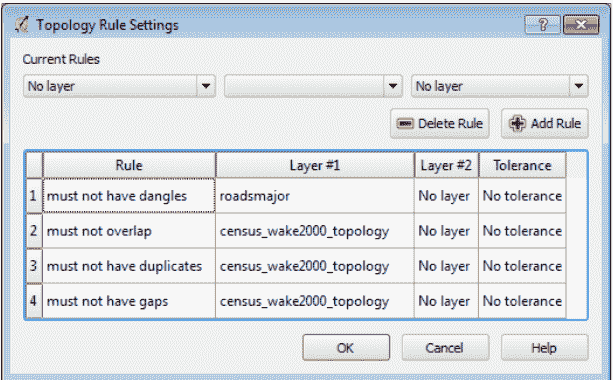 Topology Rule Settings
Current Rules
No layer
No layer
Delete Rule
Add Rule
Rule Layer #1 Layer #2 Tolerance
1 must not have dangles roadsmajor No layer No tolerance
2 must not overlap census_wake2000_topology No layer No tolerance
3 must not have duplicates census_wake2000_topology No layer No tolerance
4 must not have gaps census_wake2000_topology No layer No tolerance
OK Cancel Help